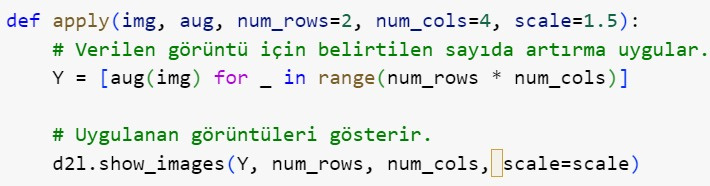 def apply(img, aug, num_rows=2, num_cols=4, scale=1.5):
    # Verilen görüntü için belirtilen sayıda artırma uygular.
    Y = [aug(img) for _ in range(num_rows * num_cols)]

    # Uygulanan görüntüleri gösterir.
    d2l.show_images(Y, num_rows, num_cols, scale=scale)